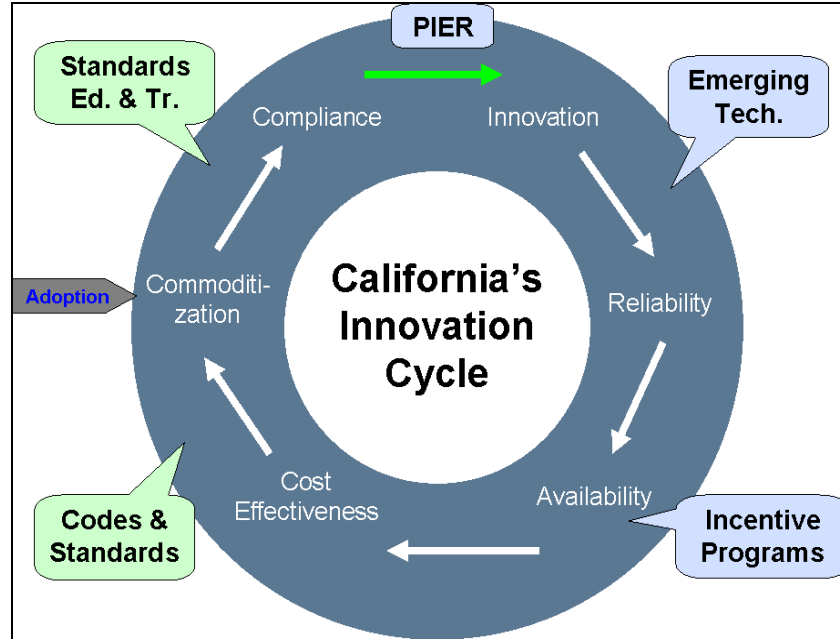 PIER
Standards
Ed. & Tr.
Emerging
Tech.
Compliance
Innovation
California's
Innovation
Cycle
Adoption
Commoditi-
zation
Reliability
Cost
Effectiveness
Availability
Codes &
Standards
Incentive
Programs